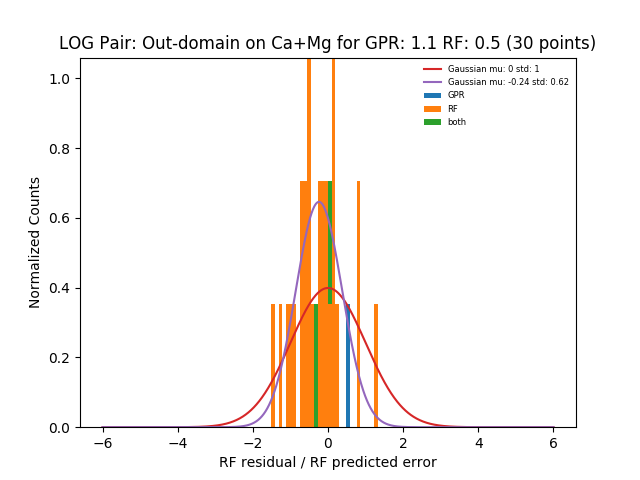 LOG Pair: Out-domain on Ca+Mg for GPR: 1.1 RF: 0.5 (30 points)
Gaussian mu: 0 std: 1
Gaussian mu: -0.24 std: 0.62
GPR
RF
both
Normalized Counts
1.0
0.8
0.6
0.4
0.2
0.0
−6
−4
−2
0
2
4
6
RF residual / RF predicted error